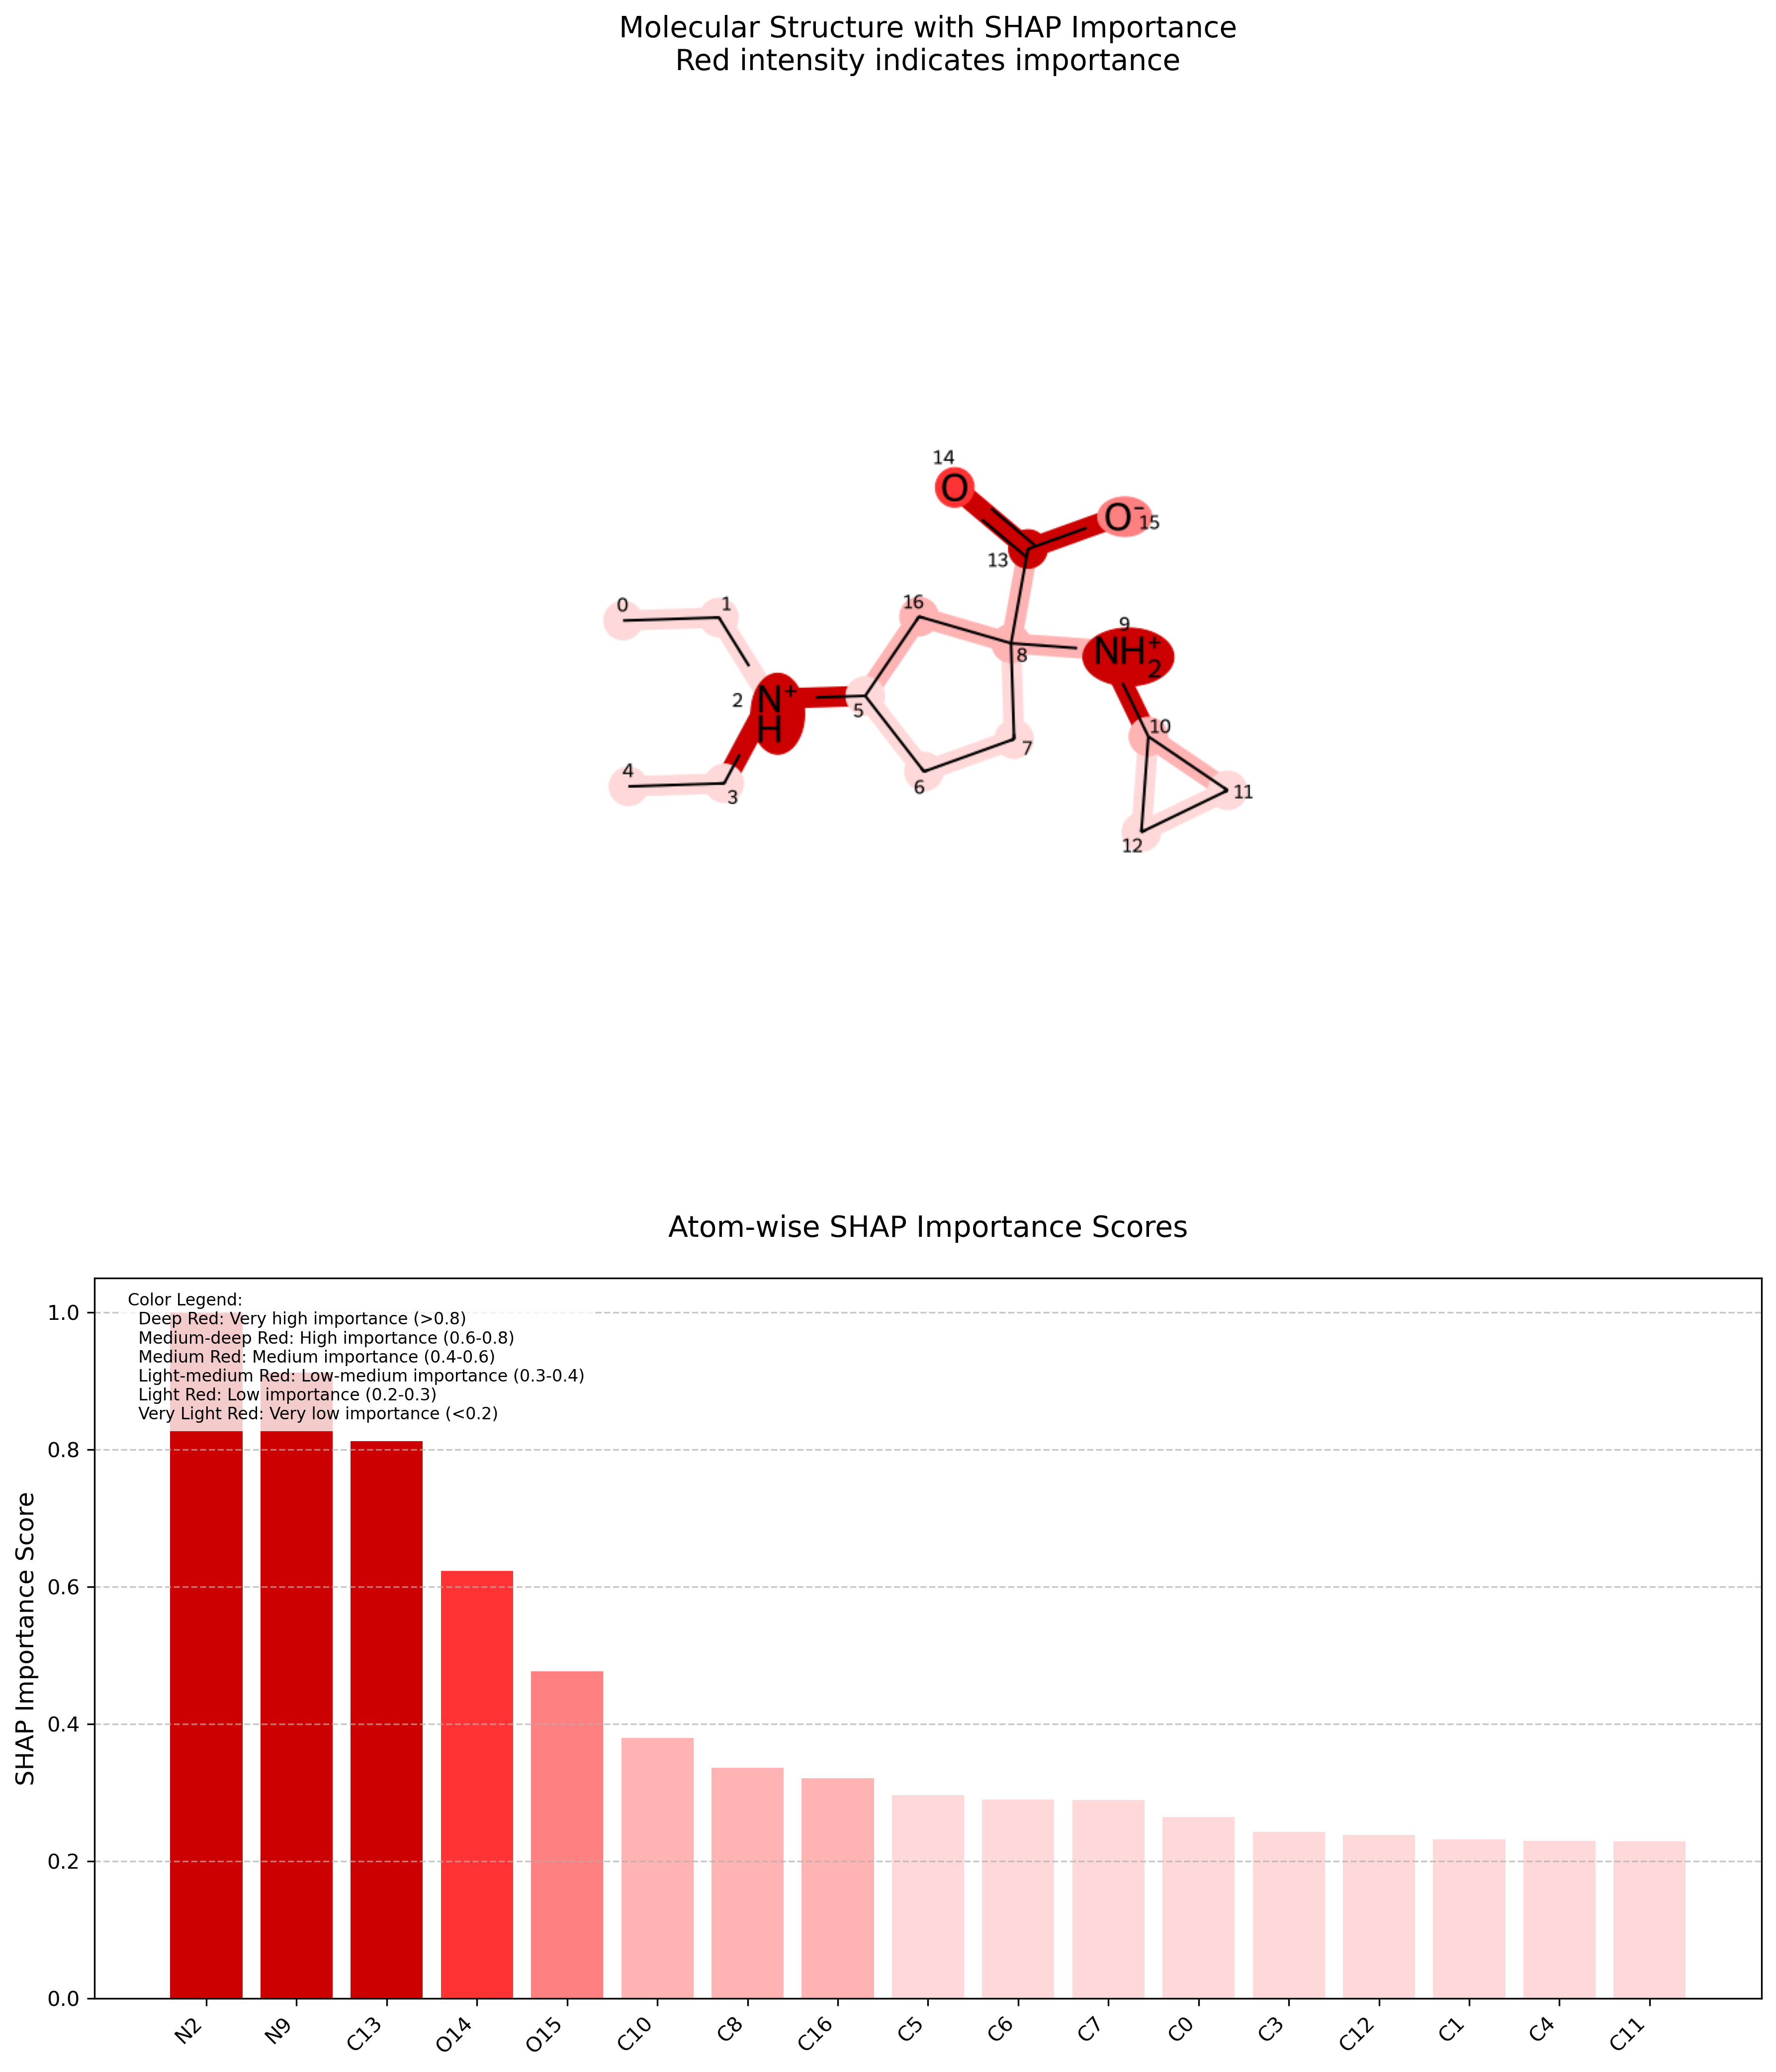 Molecular Structure with SHAP Importance
Red intensity indicates importance
14
O
O⁻ 15
13
0
1
16
9
NH₂⁺
8
2
N⁺
H
5
10
7
4
3
6
11
12
Atom-wise SHAP Importance Scores
Color Legend:
Deep Red: Very high importance (>0.8)
Medium-deep Red: High importance (0.6-0.8)
Medium Red: Medium importance (0.4-0.6)
Light-medium Red: Low-medium importance (0.3-0.4)
Light Red: Low importance (0.2-0.3)
Very Light Red: Very low importance (<0.2)
SHAP Importance Score
1.0
0.8
0.6
0.4
0.2
0.0
N2 N9 C13 O14 O15 C10 C8 C16 C5 C6 C7 C0 C3 C12 C1 C4 C11